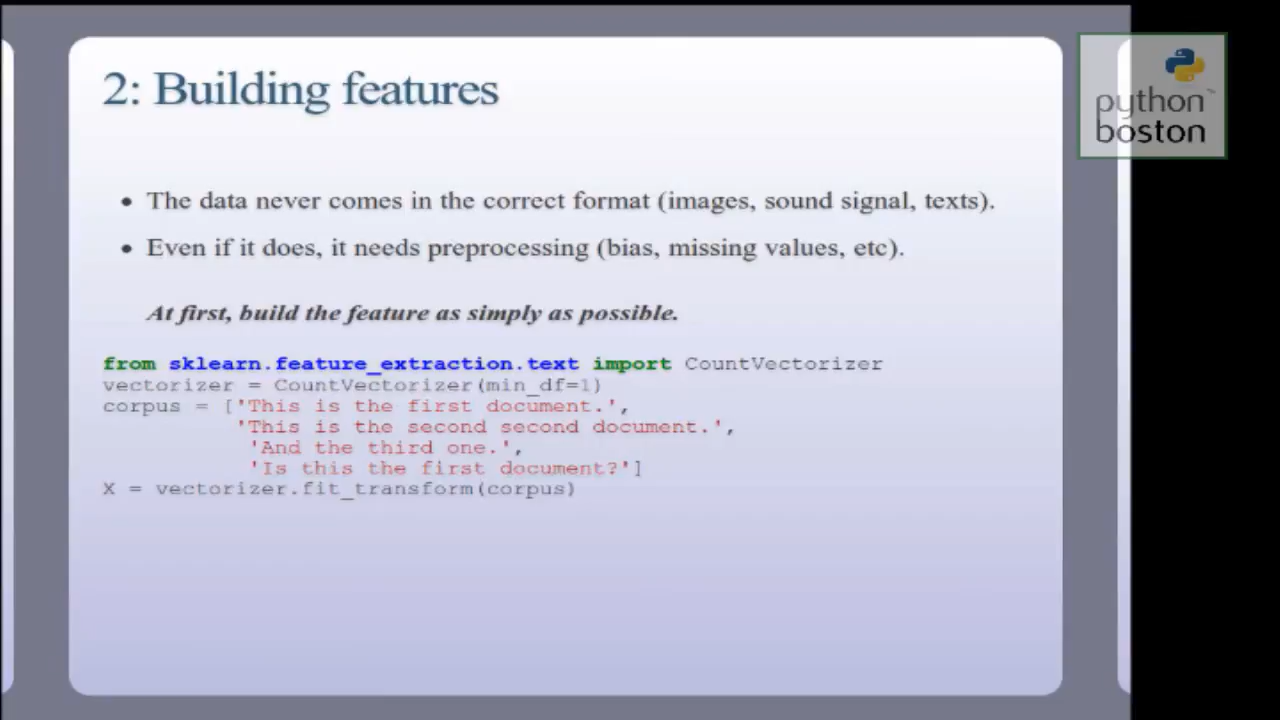 2: Building features
python™
boston
• The data never comes in the correct format (images, sound signal, texts).
• Even if it does, it needs preprocessing (bias, missing values, etc).
At first, build the feature as simply as possible.
from sklearn.feature_extraction.text import CountVectorizer
vectorizer = CountVectorizer(min_df=1)
corpus = ['This is the first document.',
'This is the second second document.',
'And the third one.',
'Is this the first document?']
X = vectorizer.fit_transform(corpus)